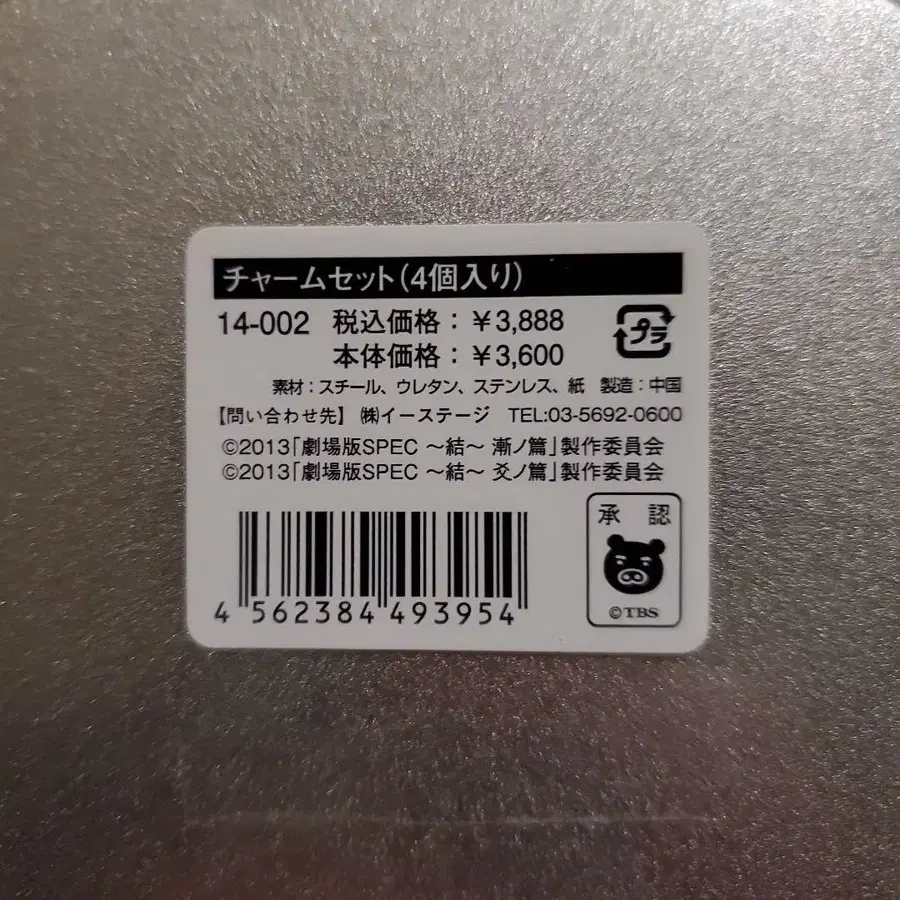 チャームセット(4個入り)
14-002 税込価格:¥3,888
本体価格:¥3,600
プラ
素材:スチール、ウレタン、ステンレス、紙 製造:中国
【問い合わせ先】 ㈱イーステージ TEL:03-5692-0600
©2013「劇場版SPEC 〜結〜 漸ノ篇」製作委員会
©2013「劇場版SPEC 〜結〜 爻ノ篇」製作委員会
承 認
©TBS
4 562384 493954